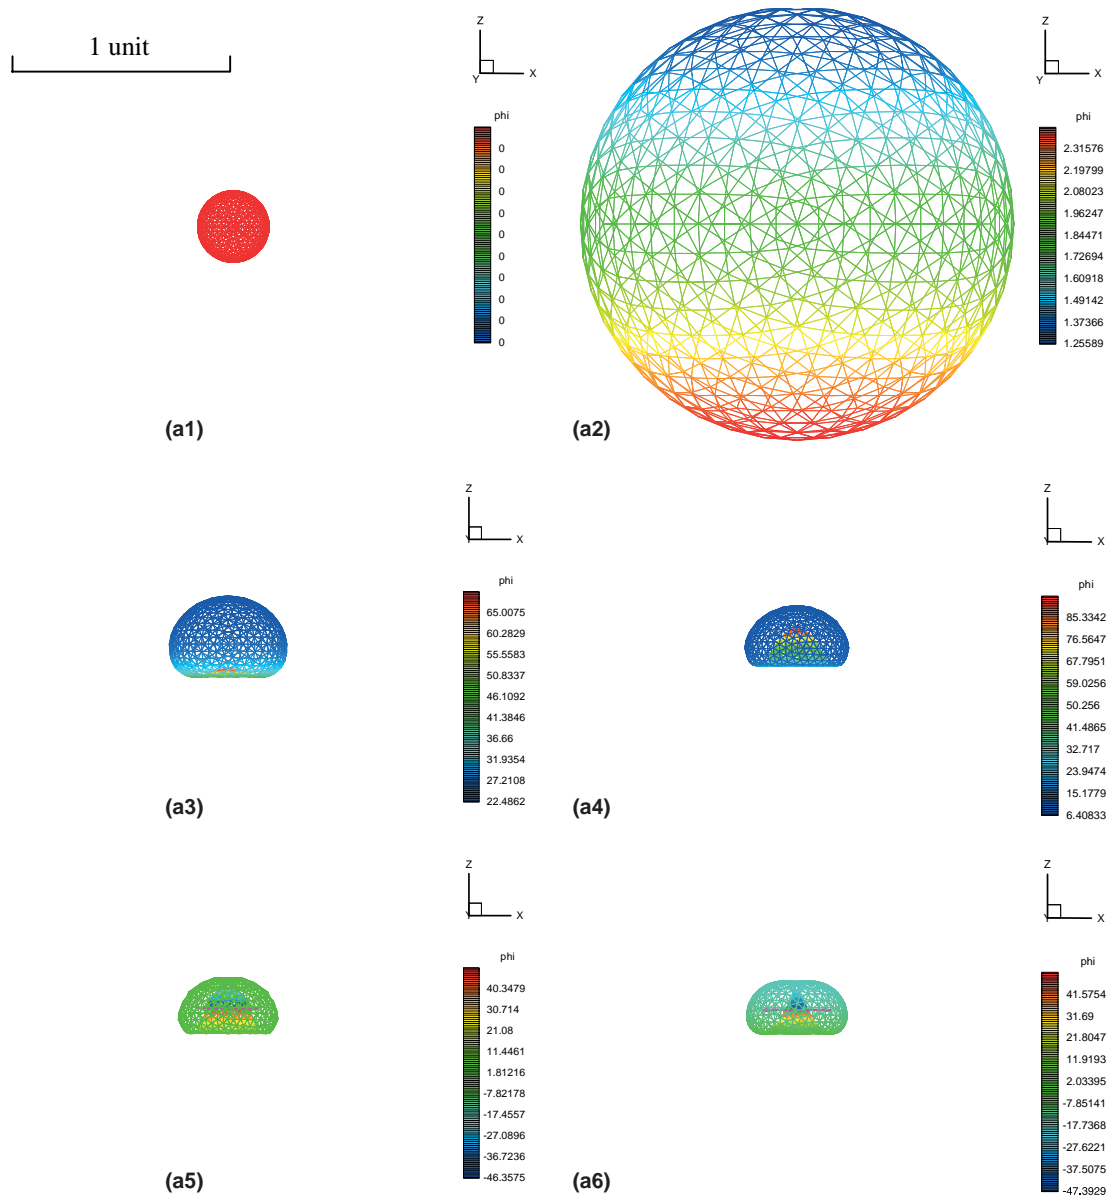 1 unit
Z
X
Y
phi
0
0
0
0
0
0
0
0
0
0
(a1)
Z
X
Y
phi
2.31576
2.19799
2.08023
1.96247
1.84471
1.72694
1.60918
1.49142
1.37366
1.25589
(a2)
Z
Y
X
phi
65.0075
60.2829
55.5583
50.8337
46.1092
41.3846
36.66
31.9354
27.2108
22.4862
(a3)
Z
Y
X
phi
85.3342
76.5647
67.7951
59.0256
50.256
41.4865
32.717
23.9474
15.1779
6.40833
(a4)
Z
Y
X
phi
40.3479
30.714
21.08
11.4461
1.81216
-7.82178
-17.4557
-27.0896
-36.7236
-46.3575
(a5)
Z
Y
X
phi
41.5754
31.69
21.8047
11.9193
2.03395
-7.85141
-17.7368
-27.6221
-37.5075
-47.3929
(a6)